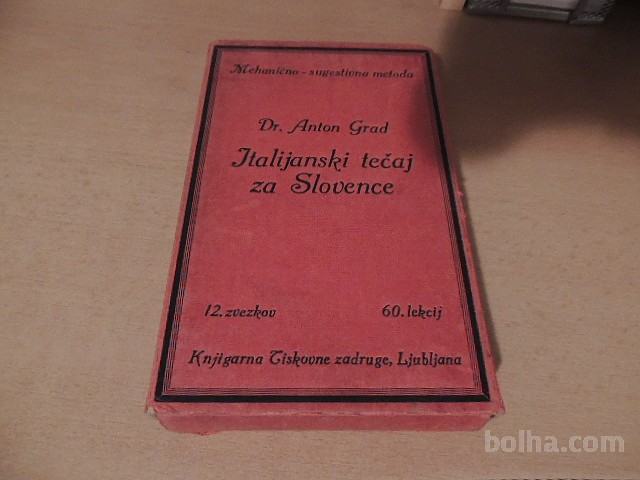 Mehanično - sugestivna metoda
Dr. Anton Grad
Italijanski tečaj
za Slovence
12. zvezkov 60. lekcij
Knjigarna Tiskovne zadruge, Ljubljana
bolha.com